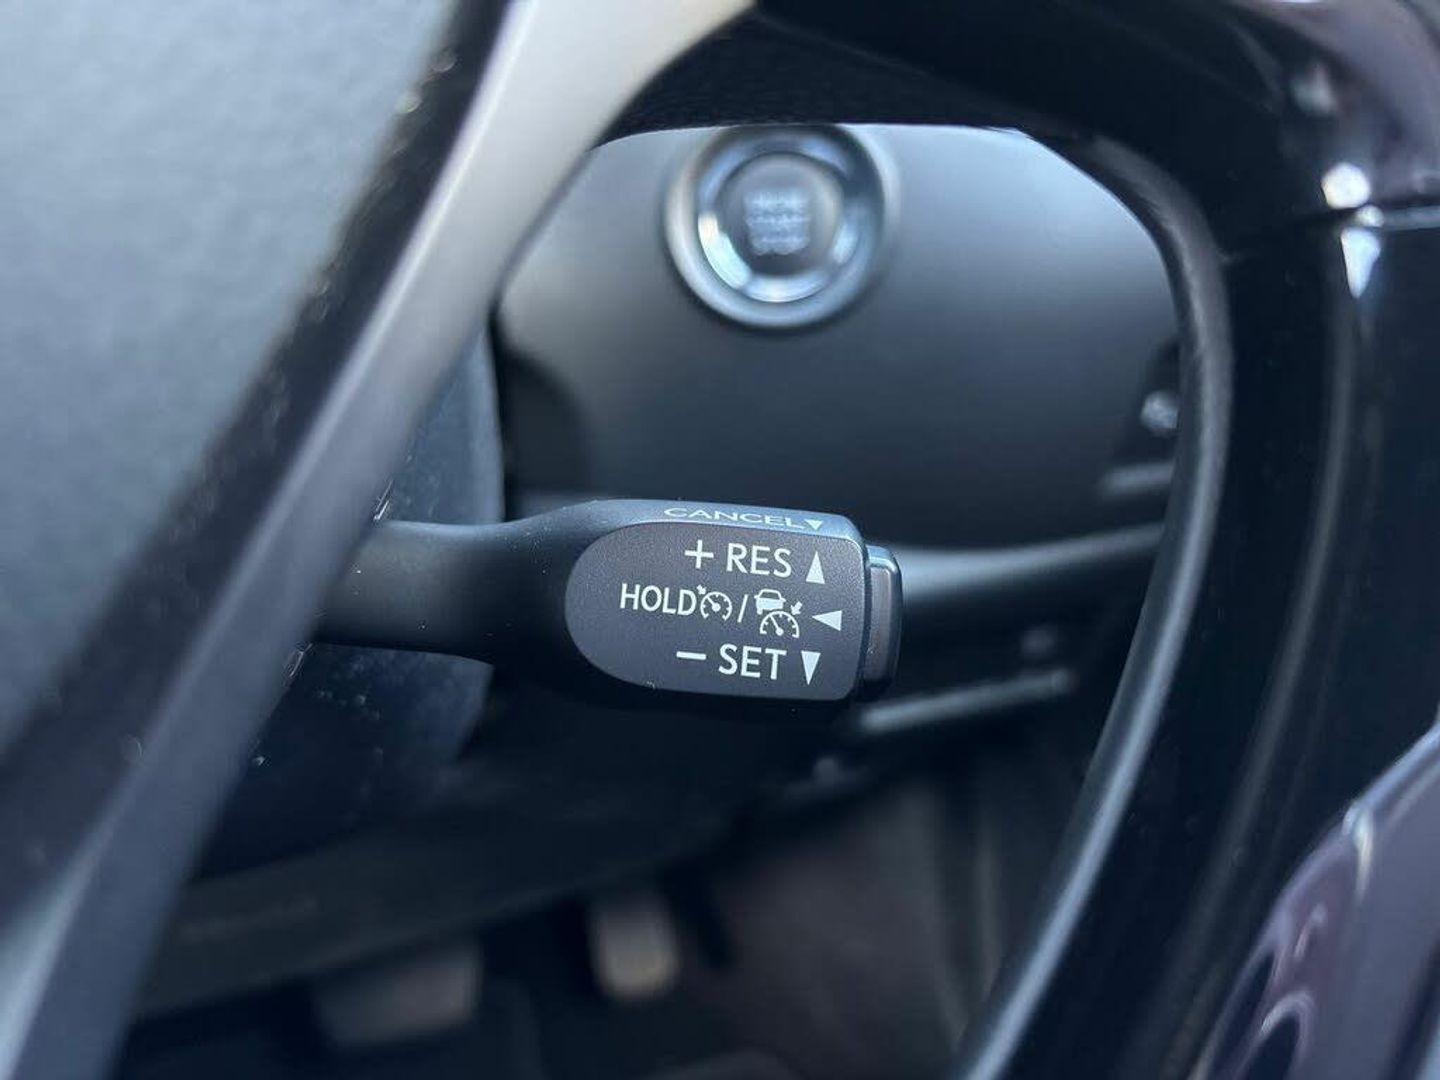 CANCEL▼
+ RES ▲
HOLD / ◀
− SET ▼